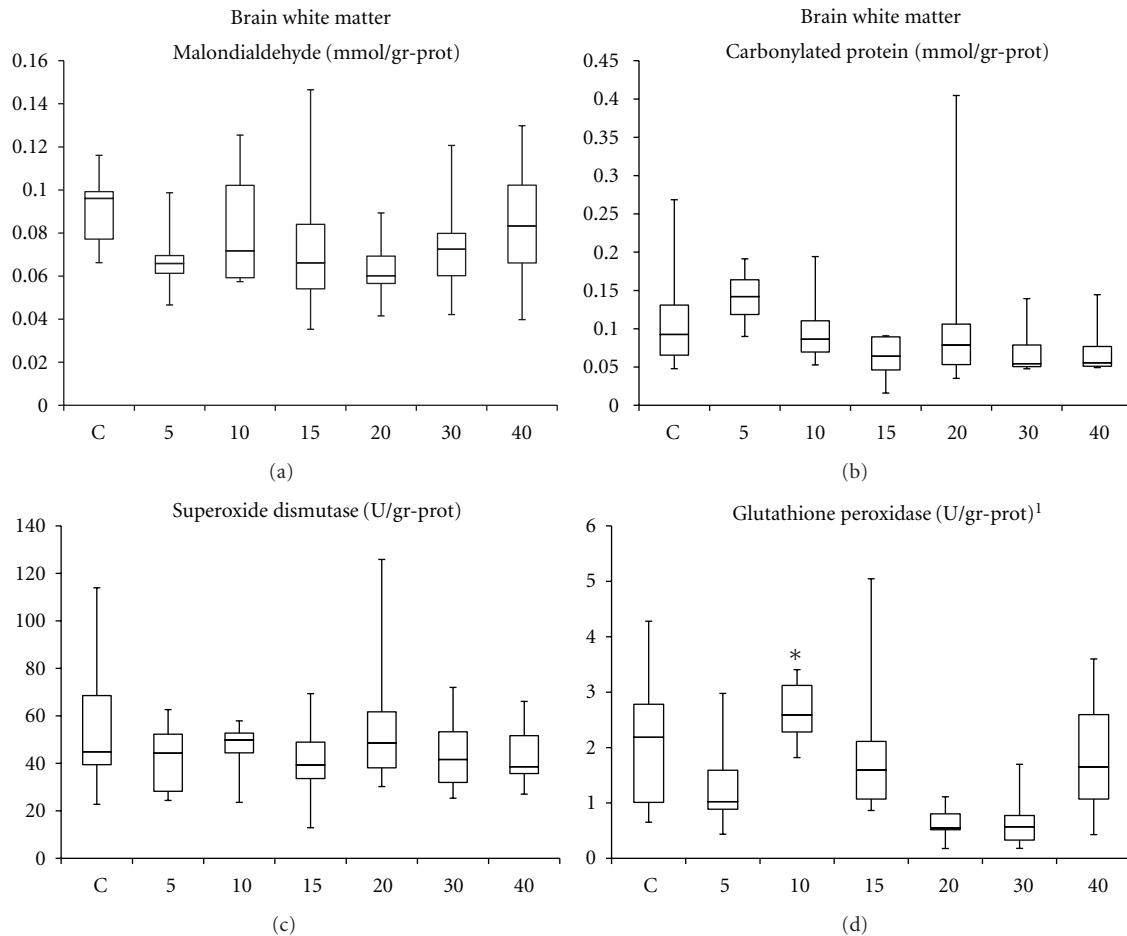 Brain white matter
Malondialdehyde (mmol/gr-prot)
0.16
0.14
0.12
0.1
0.08
0.06
0.04
0.02
0
C 5 10 15 20 30 40
(a)
Brain white matter
Carbonylated protein (mmol/gr-prot)
0.45
0.4
0.35
0.3
0.25
0.2
0.15
0.1
0.05
0
C 5 10 15 20 30 40
(b)
Superoxide dismutase (U/gr-prot)
140
120
100
80
60
40
20
0
C 5 10 15 20 30 40
(c)
Glutathione peroxidase (U/gr-prot)¹
6
5
4
3
2
1
0
*
C 5 10 15 20 30 40
(d)